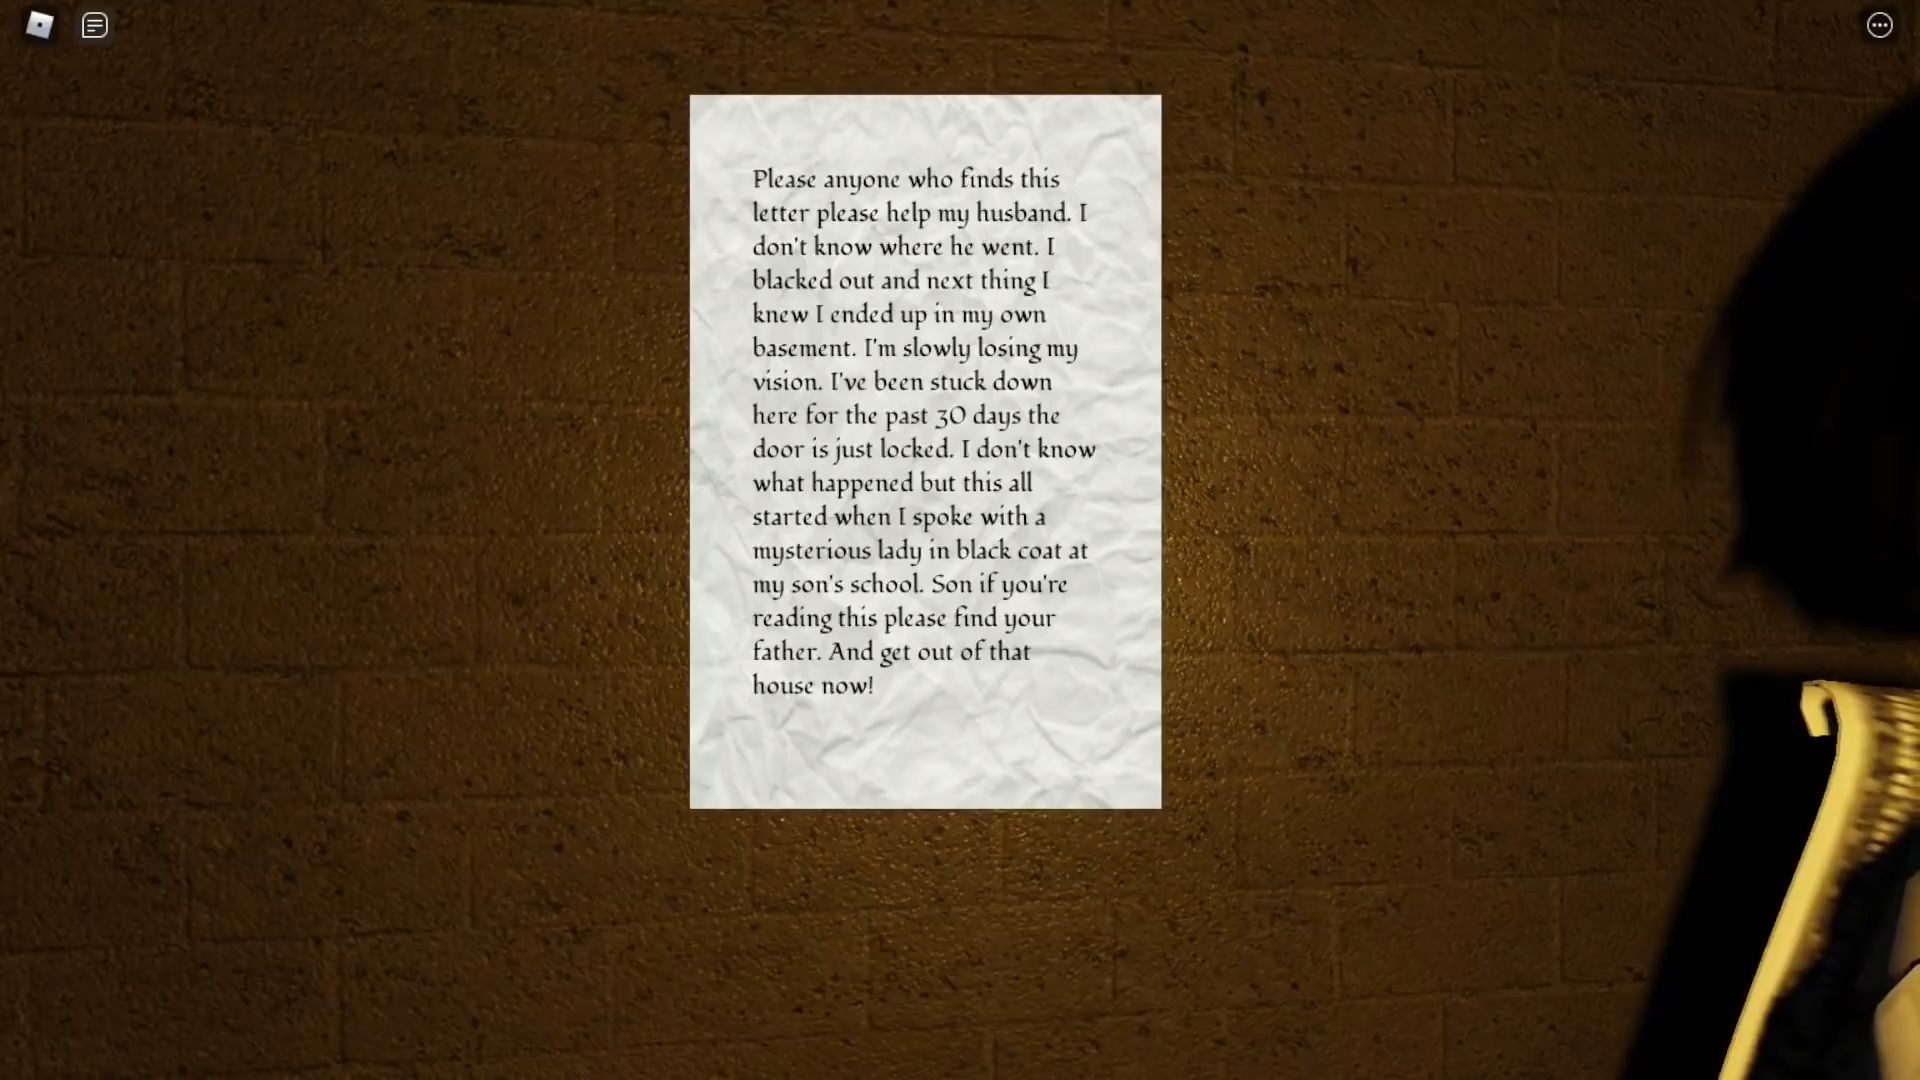 Please anyone who finds this
letter please help my husband. I
don't know where he went. I
blacked out and next thing I
knew I ended up in my own
basement. I'm slowly losing my
vision. I've been stuck down
here for the past 30 days the
door is just locked. I don't know
what happened but this all
started when I spoke with a
mysterious lady in black coat at
my son's school. Son if you're
reading this please find your
father. And get out of that
house now!